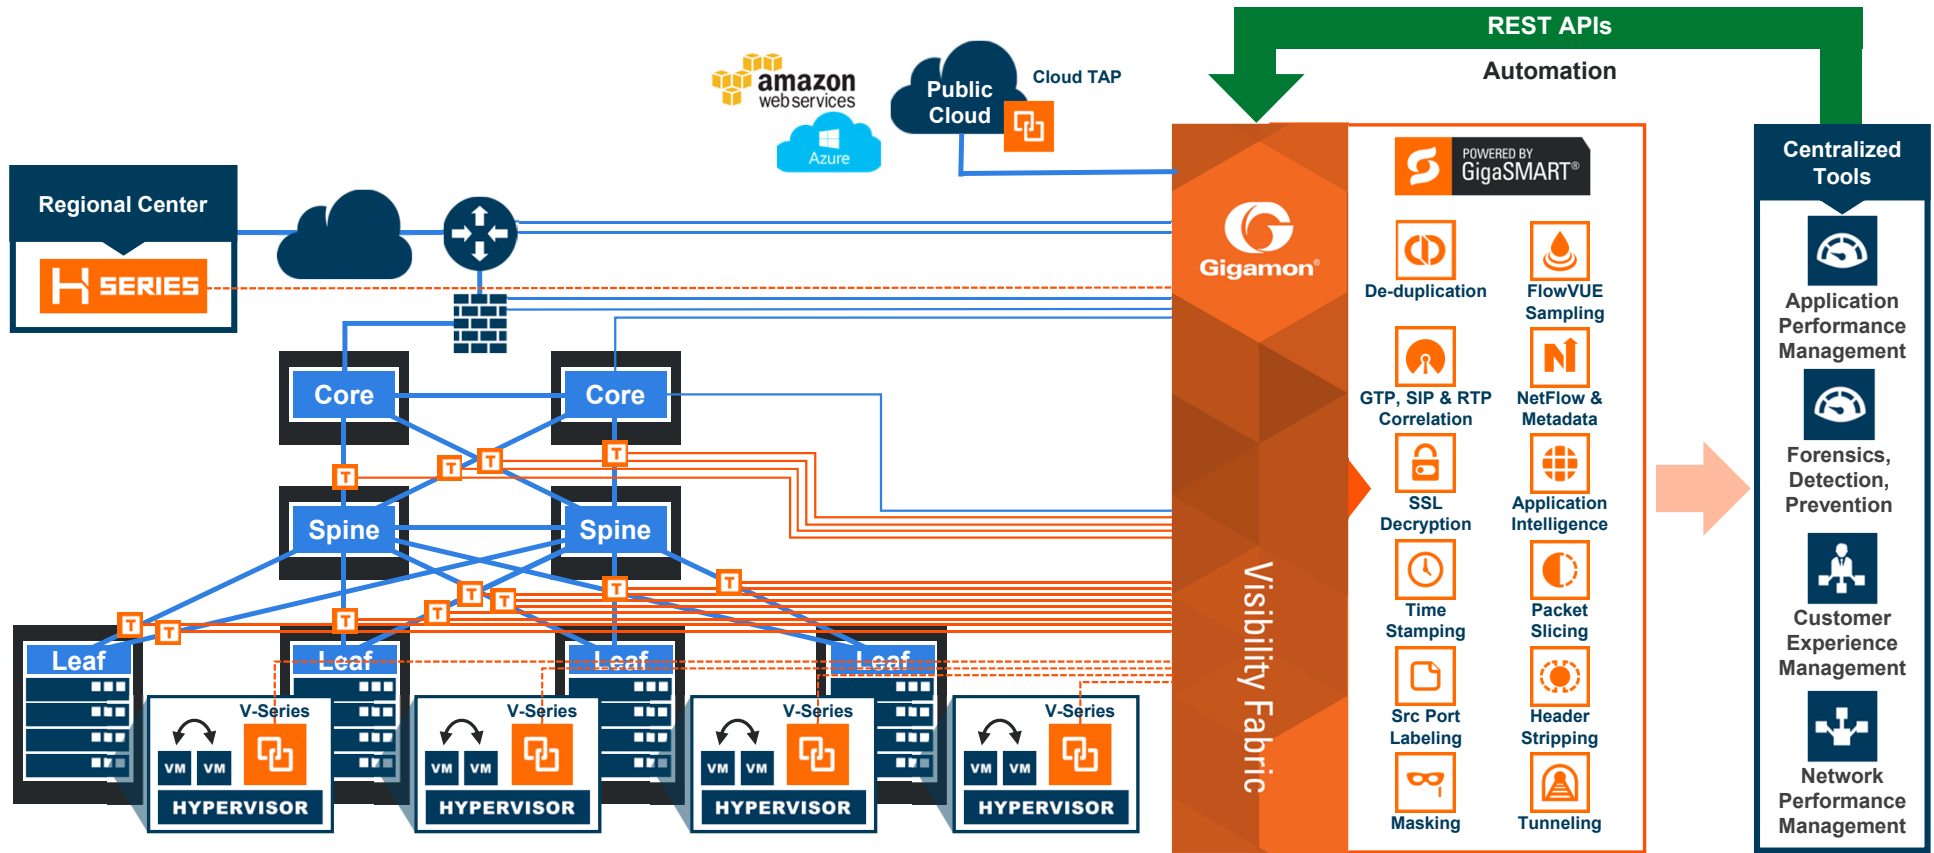 REST APIs
Automation
amazon
webservices
Azure
Public
Cloud
Cloud TAP
Regional Center
H SERIES
Core
Core
T
T
T
T
Spine
Spine
T
T
T
T
T
T
T
T
Leaf
Leaf
Leaf
Leaf
V-Series
VM
VM
HYPERVISOR
V-Series
VM
VM
HYPERVISOR
V-Series
VM
VM
HYPERVISOR
V-Series
VM
VM
HYPERVISOR
Gigamon®
Visibility Fabric
POWERED BY
GigaSMART®
De-duplication
FlowVUE
Sampling
GTP, SIP & RTP
Correlation
NetFlow &
Metadata
SSL
Decryption
Application
Intelligence
Time
Stamping
Packet
Slicing
Src Port
Labeling
Header
Stripping
Masking
Tunneling
Centralized
Tools
Application
Performance
Management
Forensics,
Detection,
Prevention
Customer
Experience
Management
Network
Performance
Management